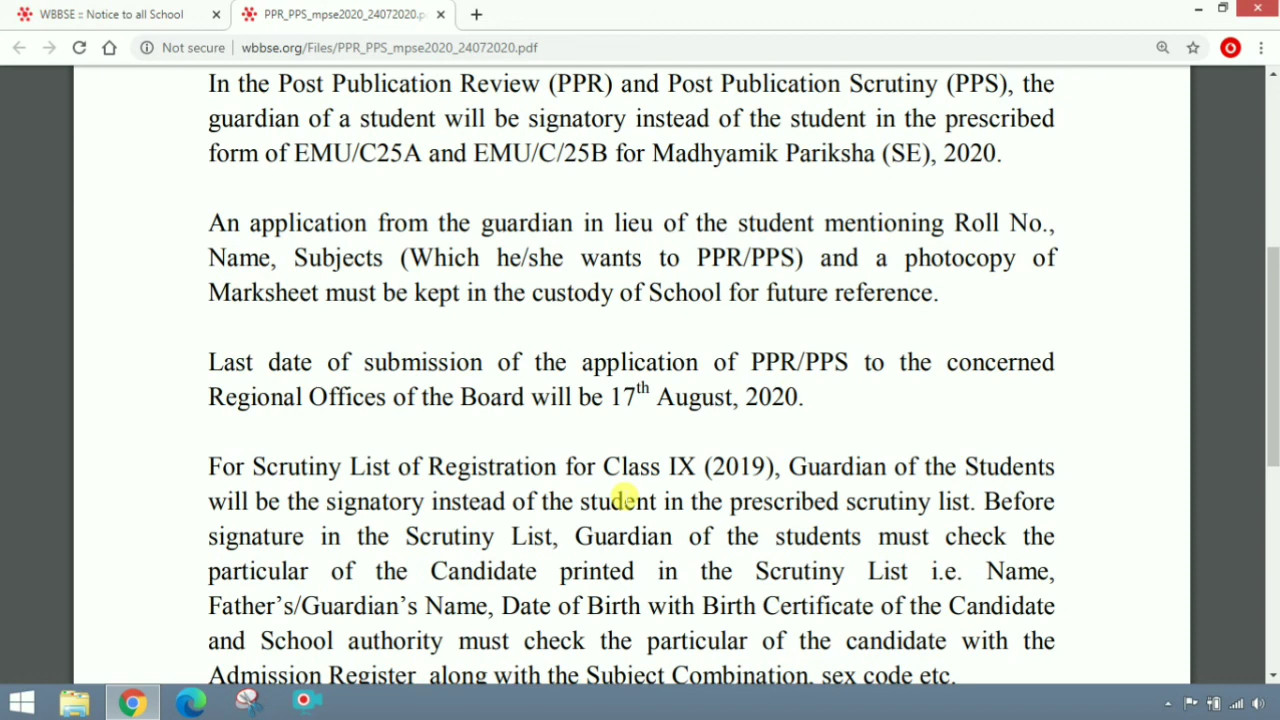 WBBSE :: Notice to all School
PPR_PPS_mpse2020_24072020.p
Not secure
wbbse.org/Files/PPR_PPS_mpse2020_24072020.pdf
In the Post Publication Review (PPR) and Post Publication Scrutiny (PPS), the
guardian of a student will be signatory instead of the student in the prescribed
form of EMU/C25A and EMU/C/25B for Madhyamik Pariksha (SE), 2020.
An application from the guardian in lieu of the student mentioning Roll No.,
Name, Subjects (Which he/she wants to PPR/PPS) and a photocopy of
Marksheet must be kept in the custody of School for future reference.
Last date of submission of the application of PPR/PPS to the concerned
Regional Offices of the Board will be 17th August, 2020.
For Scrutiny List of Registration for Class IX (2019), Guardian of the Students
will be the signatory instead of the student in the prescribed scrutiny list. Before
signature in the Scrutiny List, Guardian of the students must check the
particular of the Candidate printed in the Scrutiny List i.e. Name,
Father’s/Guardian’s Name, Date of Birth with Birth Certificate of the Candidate
and School authority must check the particular of the candidate with the
Admission Register along with the Subject Combination, sex code etc.